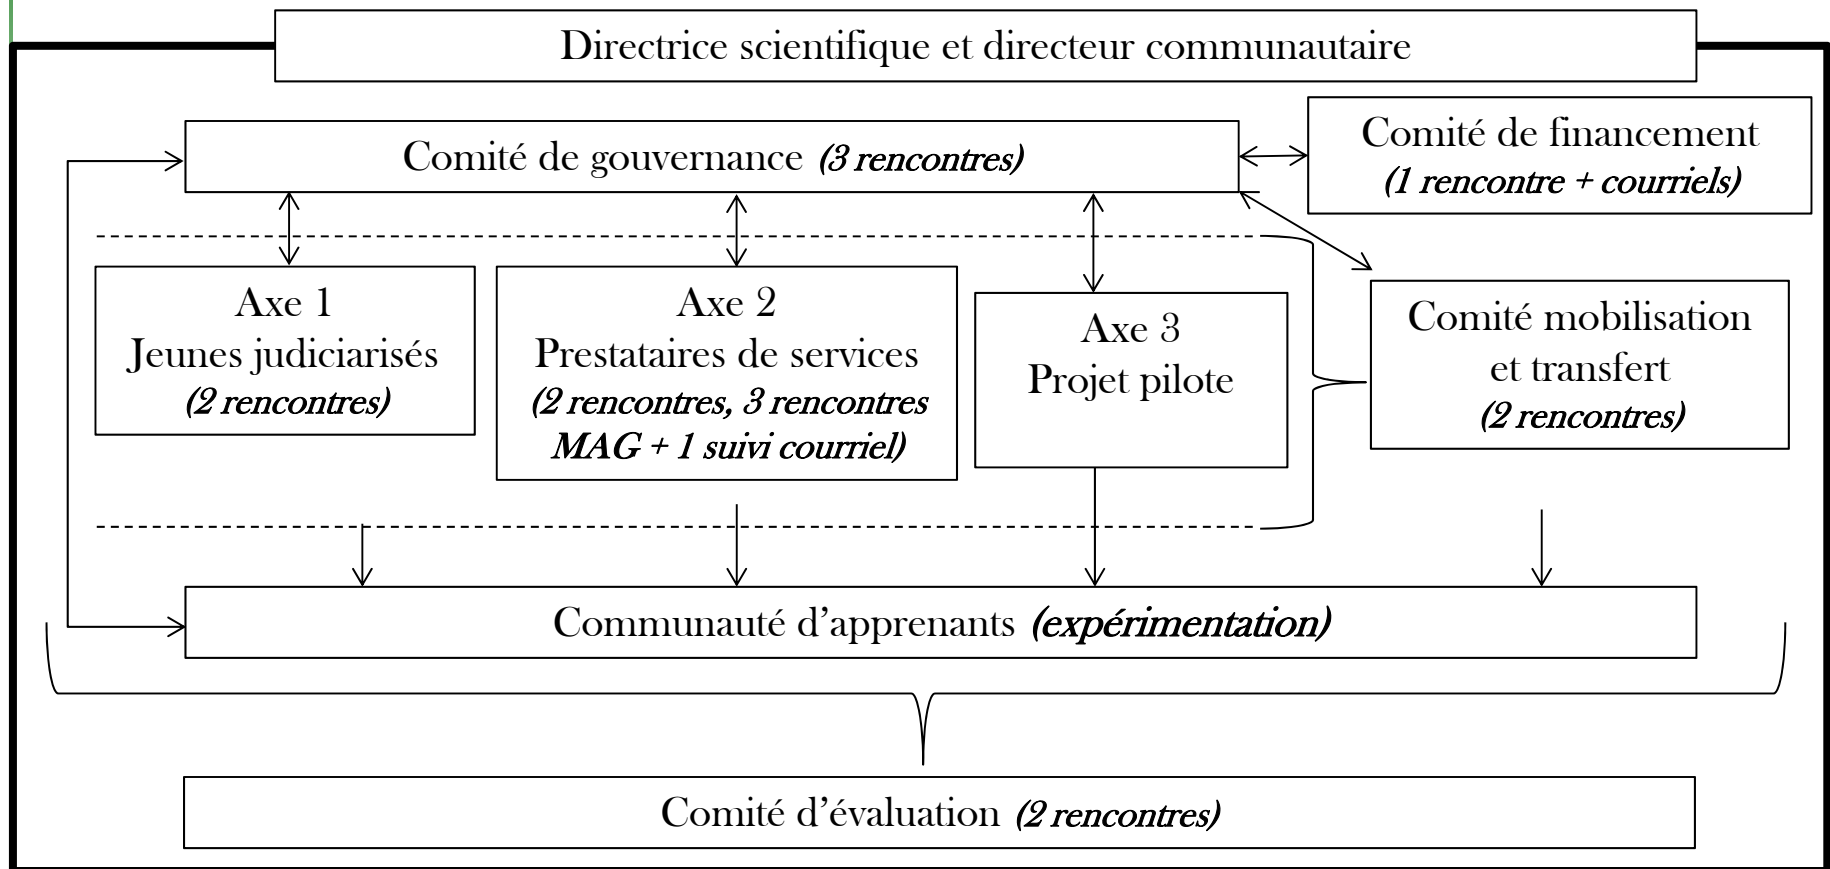 Directrice scientifique et directeur communautaire
Comité de gouvernance (3 rencontres)
Comité de financement
(1 rencontre + courriels)
Axe 1
Jeunes judiciarisés
(2 rencontres)
Axe 2
Prestataires de services
(2 rencontres, 3 rencontres
MAG + 1 suivi courriel)
Axe 3
Projet pilote
Comité mobilisation
et transfert
(2 rencontres)
Communauté d’apprenants (expérimentation)
Comité d’évaluation (2 rencontres)